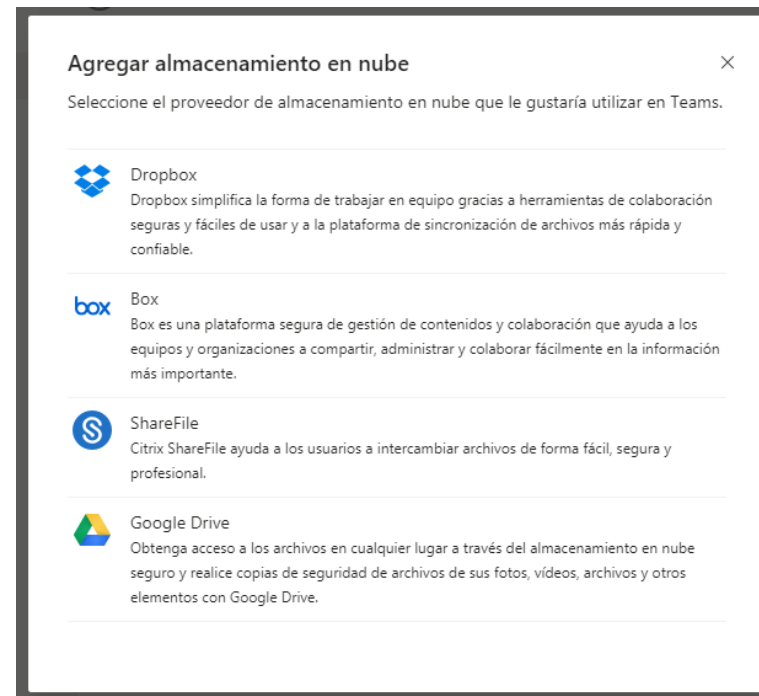 Agregar almacenamiento en nube
Seleccione el proveedor de almacenamiento en nube que le gustaría utilizar en Teams.
Dropbox
Dropbox simplifica la forma de trabajar en equipo gracias a herramientas de colaboración
seguras y fáciles de usar y a la plataforma de sincronización de archivos más rápida y
confiable.
box
Box
Box es una plataforma segura de gestión de contenidos y colaboración que ayuda a los
equipos y organizaciones a compartir, administrar y colaborar fácilmente en la información
más importante.
ShareFile
Citrix ShareFile ayuda a los usuarios a intercambiar archivos de forma fácil, segura y
profesional.
Google Drive
Obtenga acceso a los archivos en cualquier lugar a través del almacenamiento en nube
seguro y realice copias de seguridad de archivos de sus fotos, vídeos, archivos y otros
elementos con Google Drive.